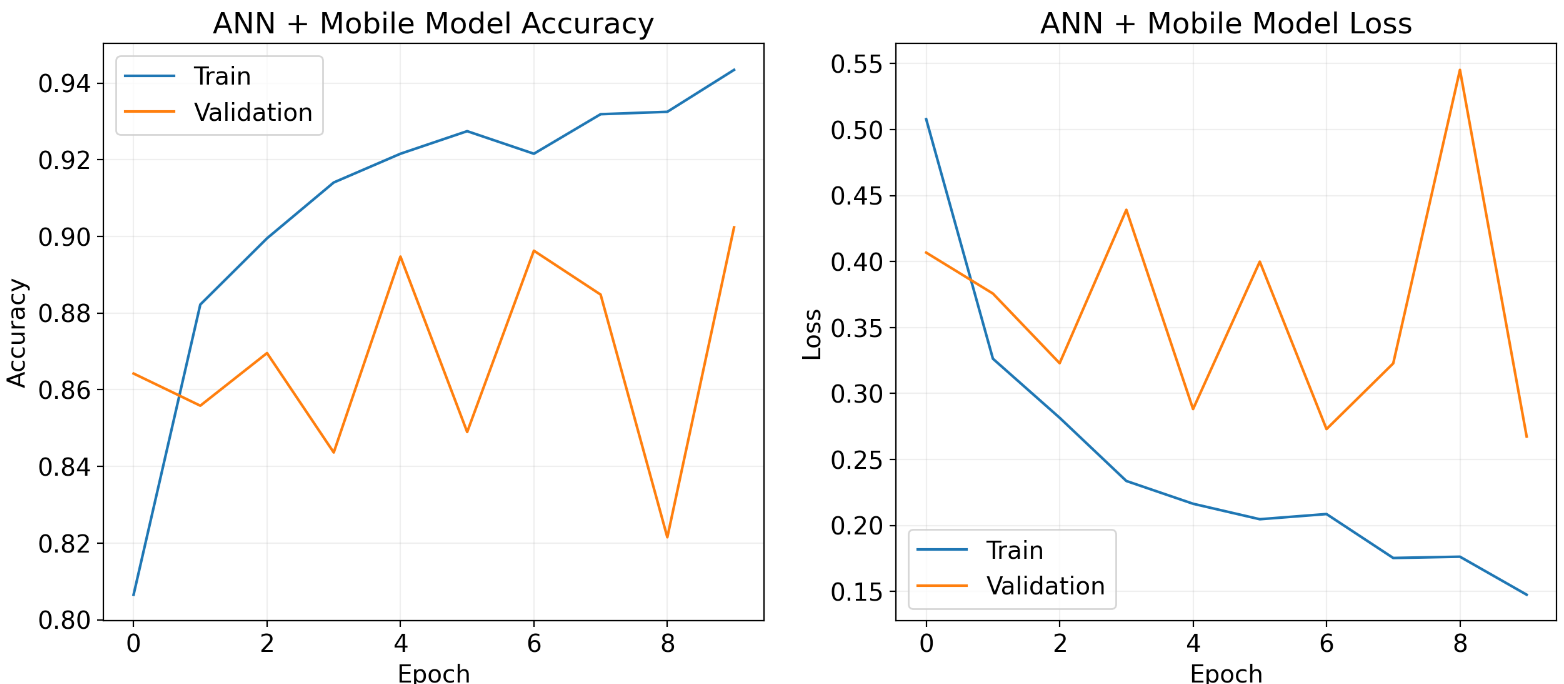 ANN + Mobile Model Accuracy
Train
Validation
0.94
0.92
0.90
0.88
0.86
0.84
0.82
0.80
Accuracy
0 2 4 6 8
Epoch
ANN + Mobile Model Loss
0.55
0.50
0.45
0.40
0.35
0.30
0.25
0.20
0.15
Loss
Train
Validation
0 2 4 6 8
Epoch